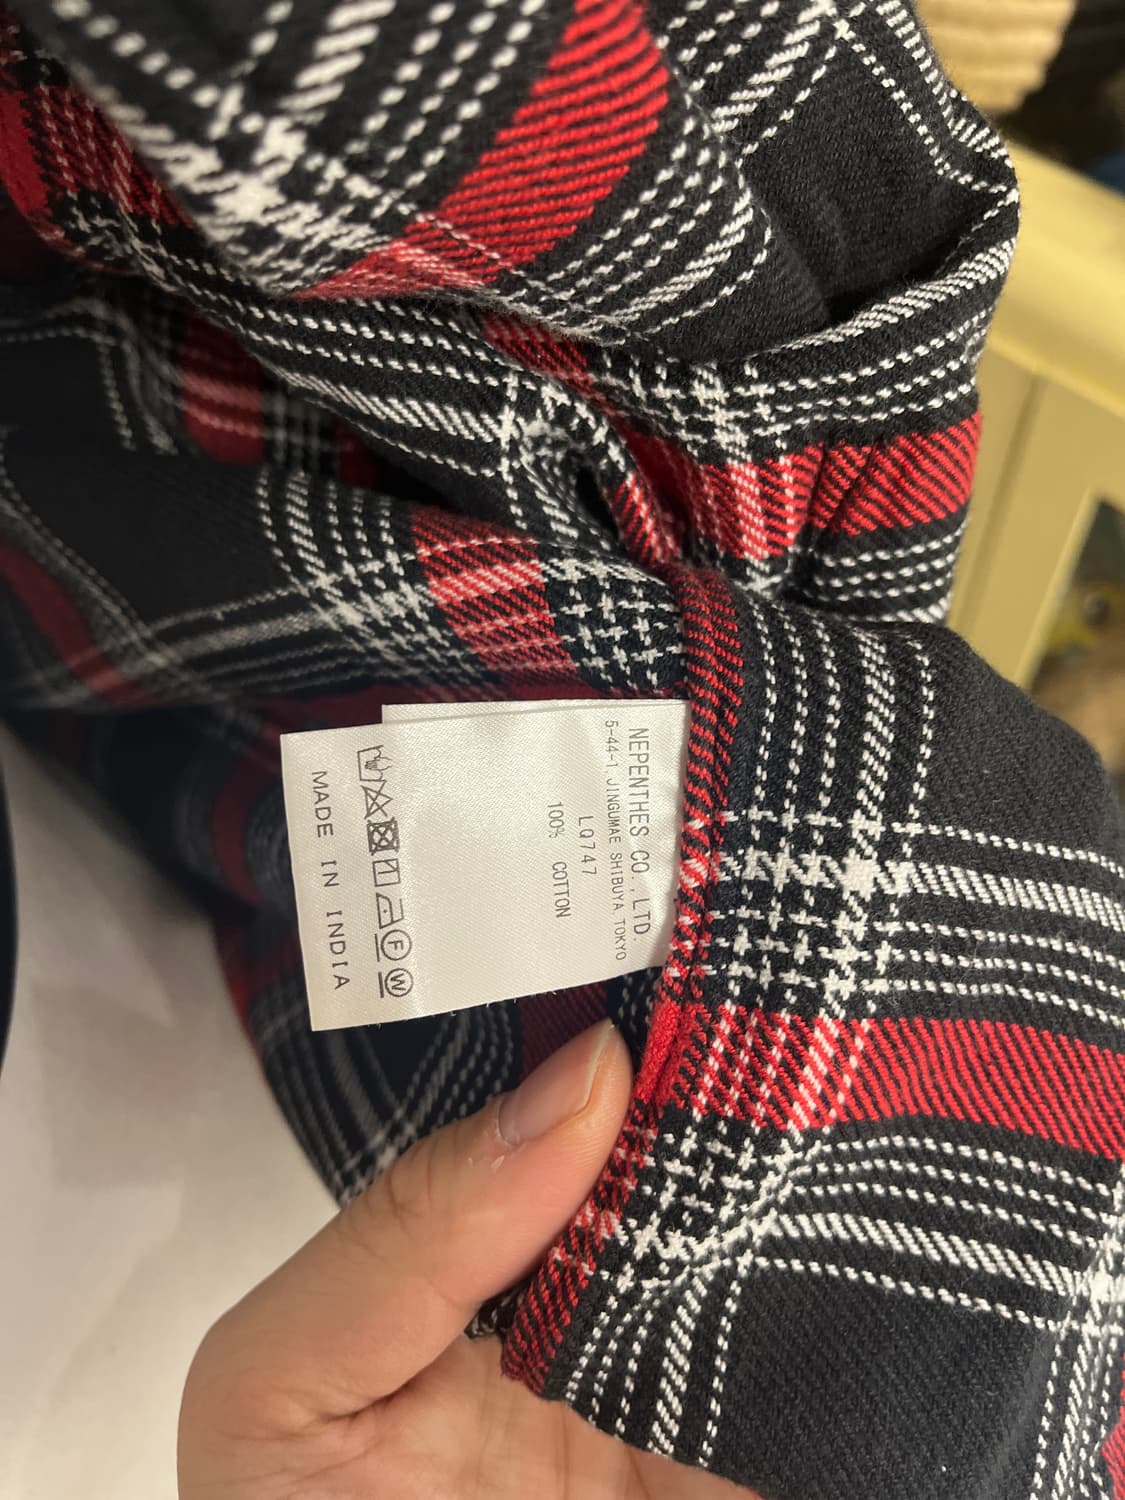 NEPENTHES CO.,LTD.
5-44-1 JINGUMAE SHIBUYA TOKYO
LQ747
100% COTTON
F W
MADE IN INDIA